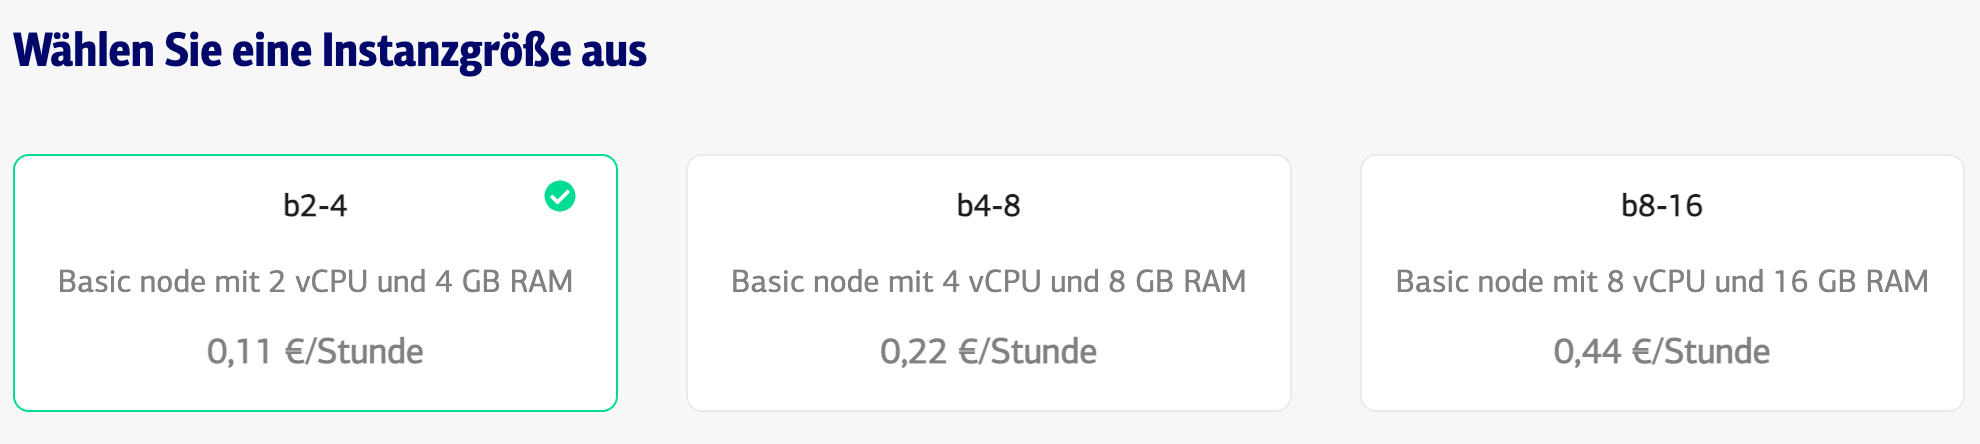 Wählen Sie eine Instanzgröße aus
b2-4
Basic node mit 2 vCPU und 4 GB RAM
0,11 €/Stunde
b4-8
Basic node mit 4 vCPU und 8 GB RAM
0,22 €/Stunde
b8-16
Basic node mit 8 vCPU und 16 GB RAM
0,44 €/Stunde